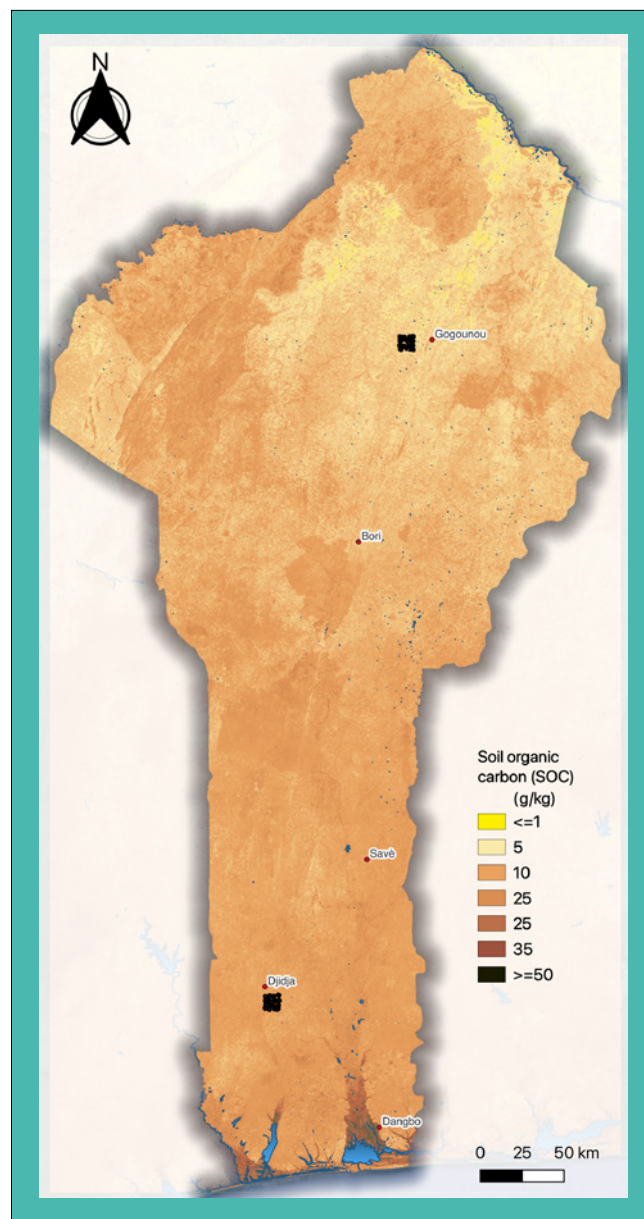 N
Gogounou
Bori
Soil organic
carbon (SOC)
(g/kg)
<=1
5
10
25
25
35
>=50
Savè
Djidja
Dangbo
0 25 50 km